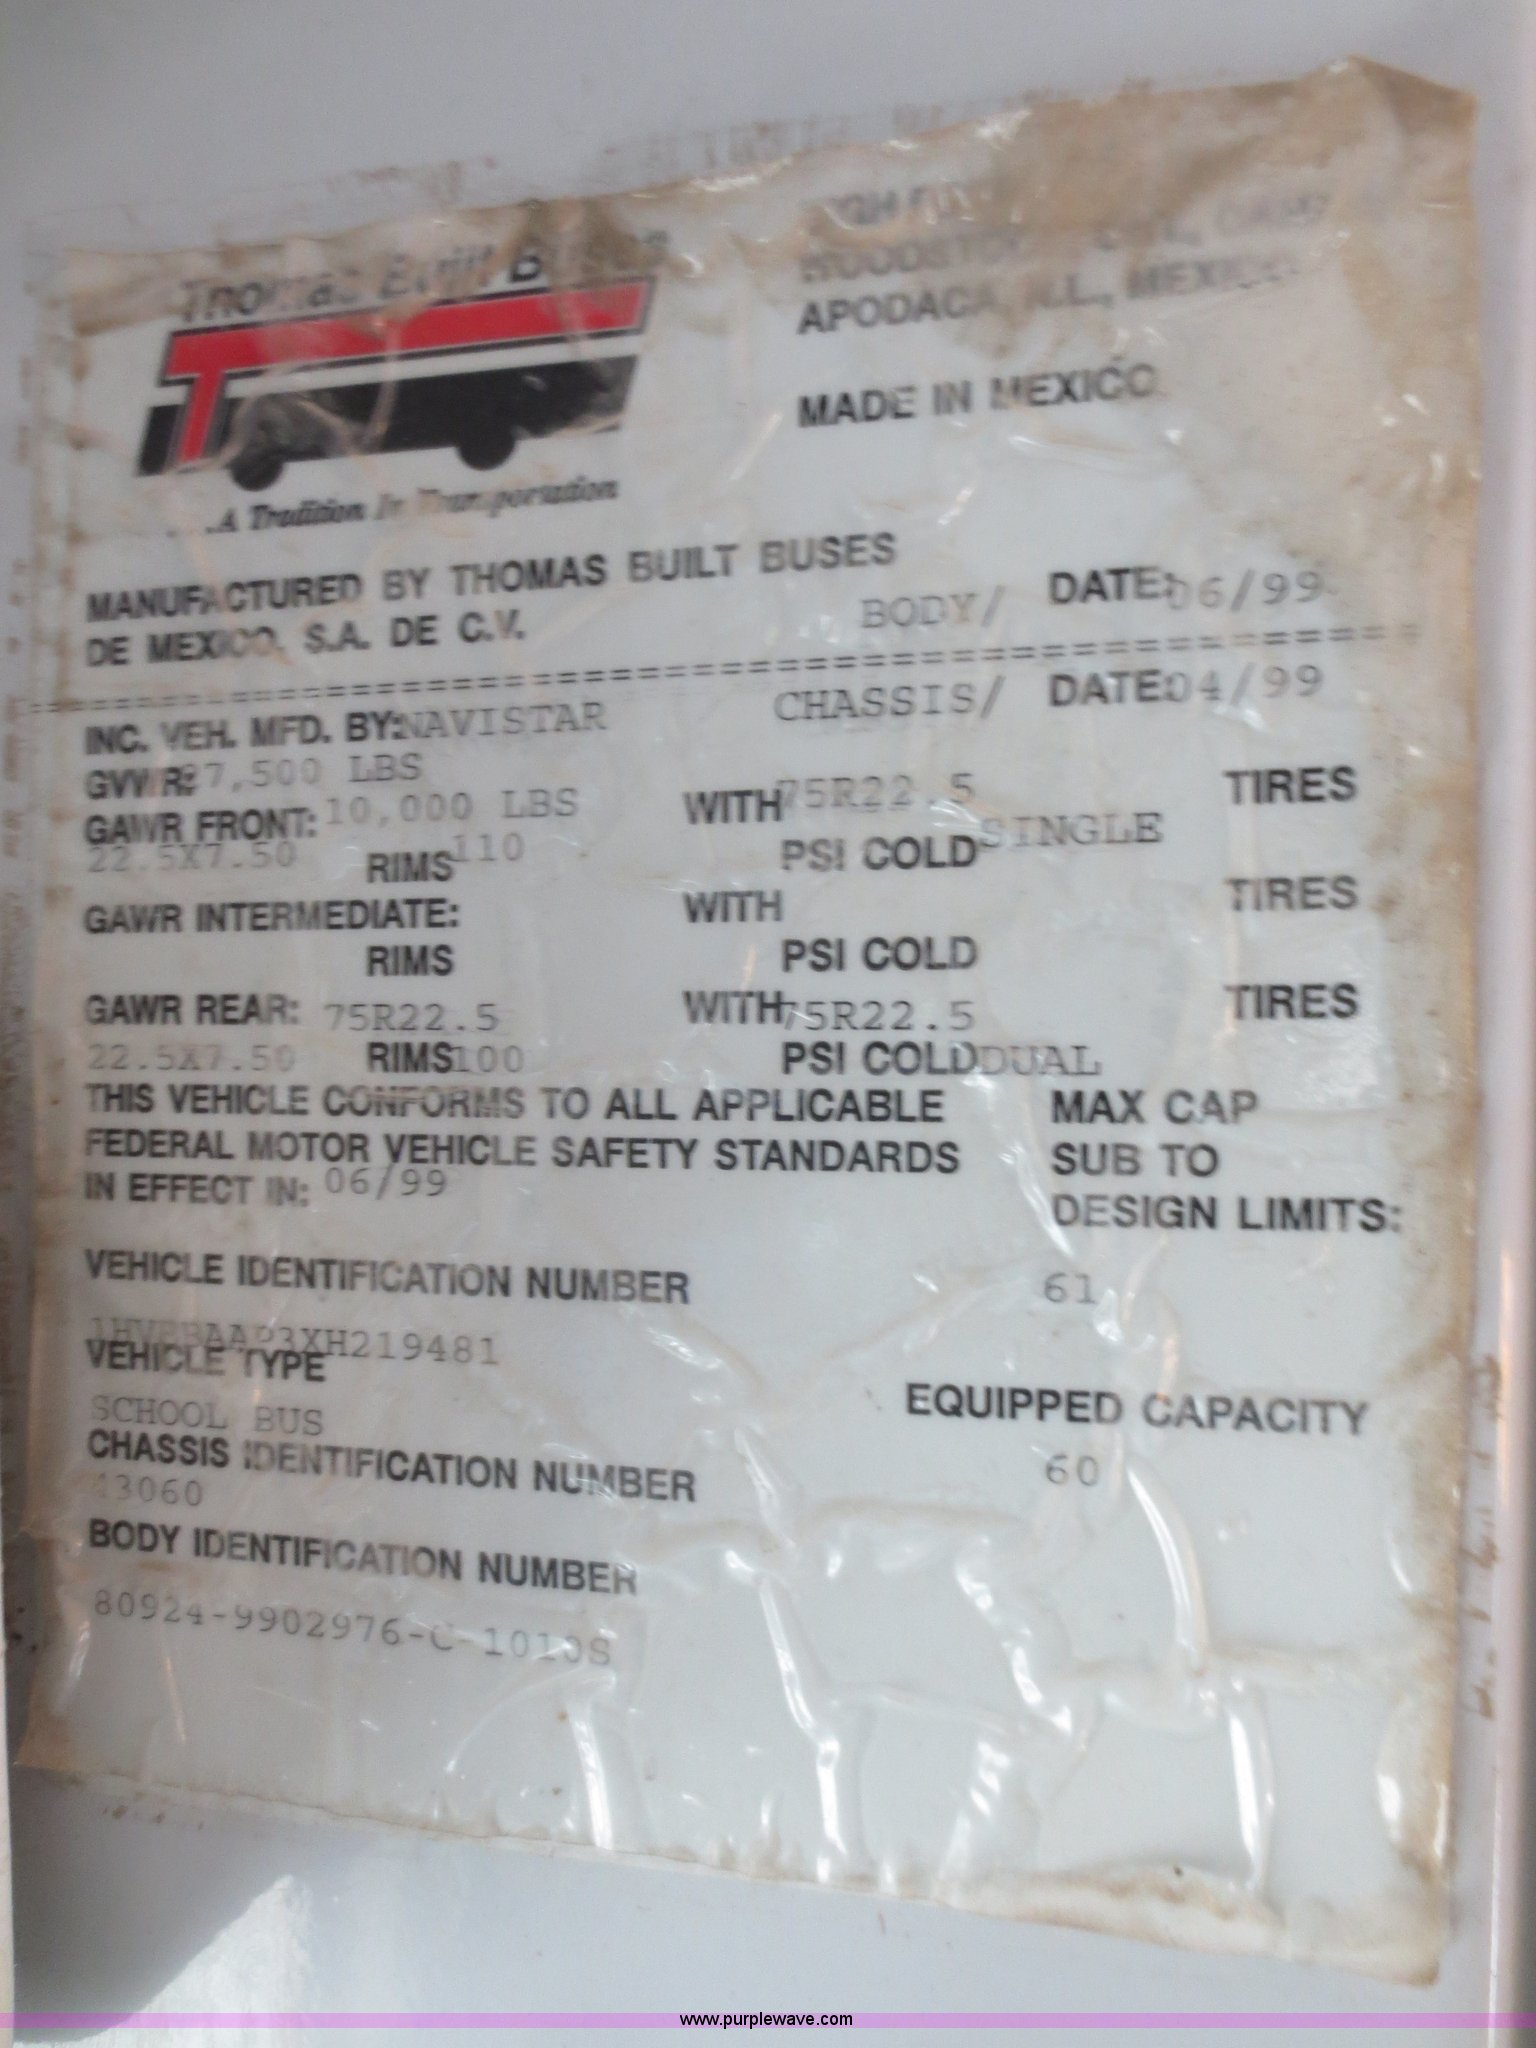 Thomas Built Buses
T
...A Tradition In Transportation
APODACA, N.L., MEXICO
MADE IN MEXICO
MANUFACTURED BY THOMAS BUILT BUSES
DE MEXICO, S.A. DE C.V.
BODY/ DATE: 06/99
INC. VEH. MFD. BY: NAVISTAR CHASSIS/ DATE: 04/99
GVWR: 27,500 LBS
GAWR FRONT: 10,000 LBS WITH 75R22.5 TIRES
22.5X7.50 RIMS 110 PSI COLD SINGLE
GAWR INTERMEDIATE: WITH TIRES
RIMS PSI COLD
GAWR REAR: 75R22.5 WITH 75R22.5 TIRES
22.5X7.50 RIMS 100 PSI COLD DUAL
THIS VEHICLE CONFORMS TO ALL APPLICABLE
FEDERAL MOTOR VEHICLE SAFETY STANDARDS
IN EFFECT IN: 06/99
MAX CAP
SUB TO
DESIGN LIMITS:
61
VEHICLE IDENTIFICATION NUMBER
VEHICLE TYPE
SCHOOL BUS
EQUIPPED CAPACITY
60
CHASSIS IDENTIFICATION NUMBER
BODY IDENTIFICATION NUMBER
80924-9902976-C-1010S
www.purplewave.com